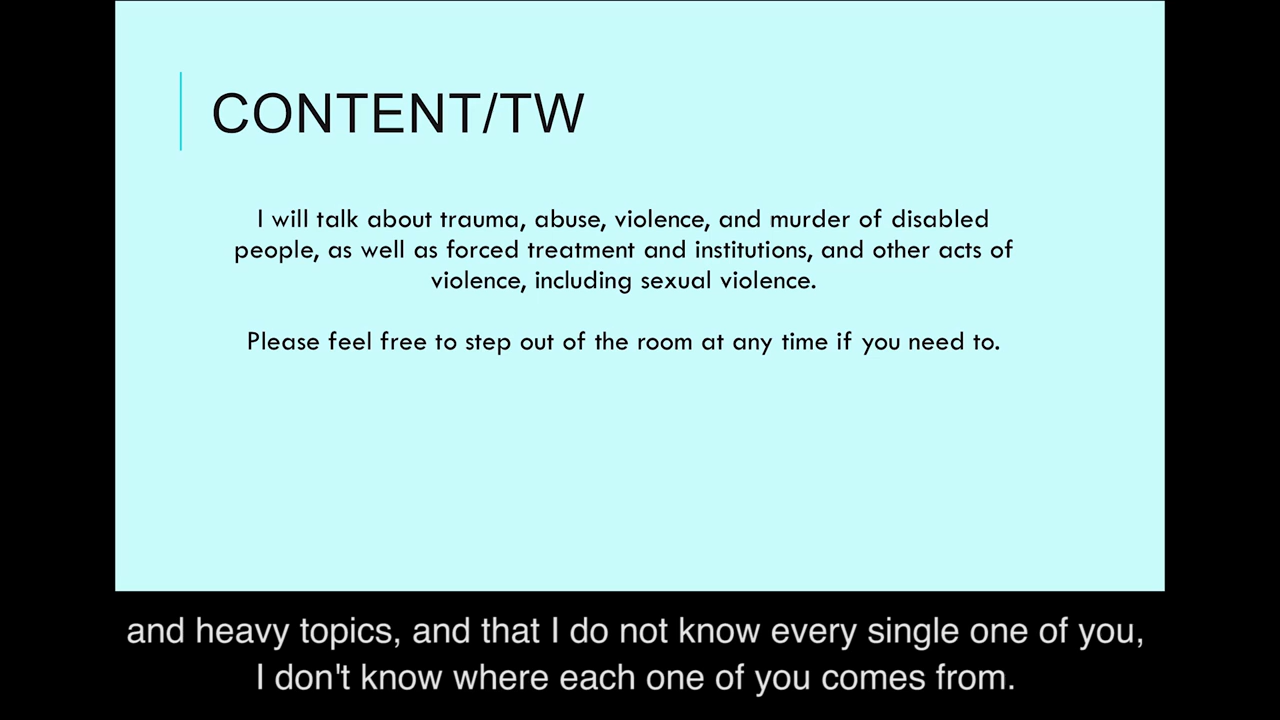 CONTENT/TW
I will talk about trauma, abuse, violence, and murder of disabled
people, as well as forced treatment and institutions, and other acts of
violence, including sexual violence.
Please feel free to step out of the room at any time if you need to.
and heavy topics, and that I do not know every single one of you,
I don't know where each one of you comes from.